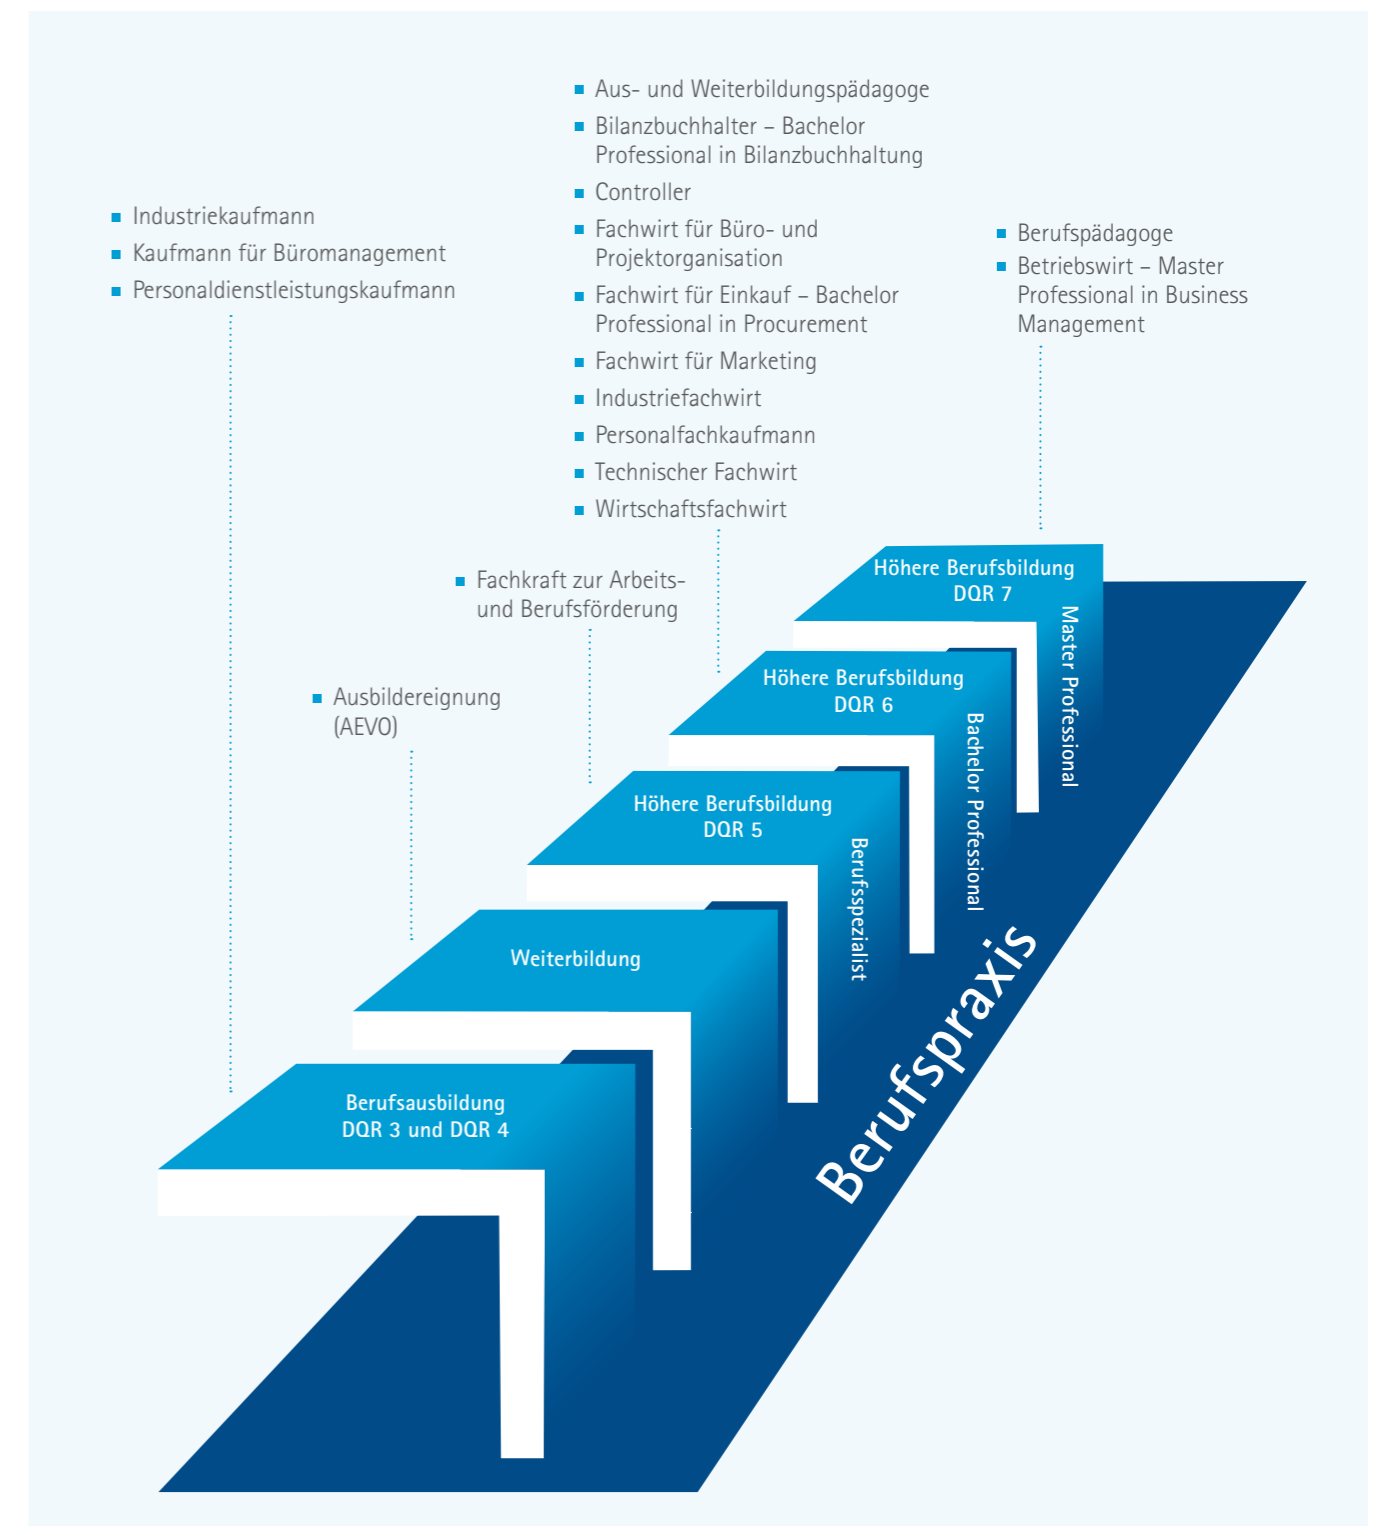 Aus- und Weiterbildungspädagoge
Bilanzbuchhalter – Bachelor
Professional in Bilanzbuchhaltung
Controller
Fachwirt für Büro- und
Projektorganisation
Fachwirt für Einkauf – Bachelor
Professional in Procurement
Fachwirt für Marketing
Industriefachwirt
Personalfachkaufmann
Technischer Fachwirt
Wirtschaftsfachwirt
Industriekaufmann
Kaufmann für Büromanagement
Personaldienstleistungskaufmann
Berufspädagoge
Betriebswirt – Master
Professional in Business
Management
Fachkraft zur Arbeits-
und Berufsförderung
Ausbildereignung
(AEVO)
Höhere Berufsbildung
DQR 7
Master Professional
Höhere Berufsbildung
DQR 6
Bachelor Professional
Höhere Berufsbildung
DQR 5
Berufsspezialist
Weiterbildung
Berufsausbildung
DQR 3 und DQR 4
Berufspraxis